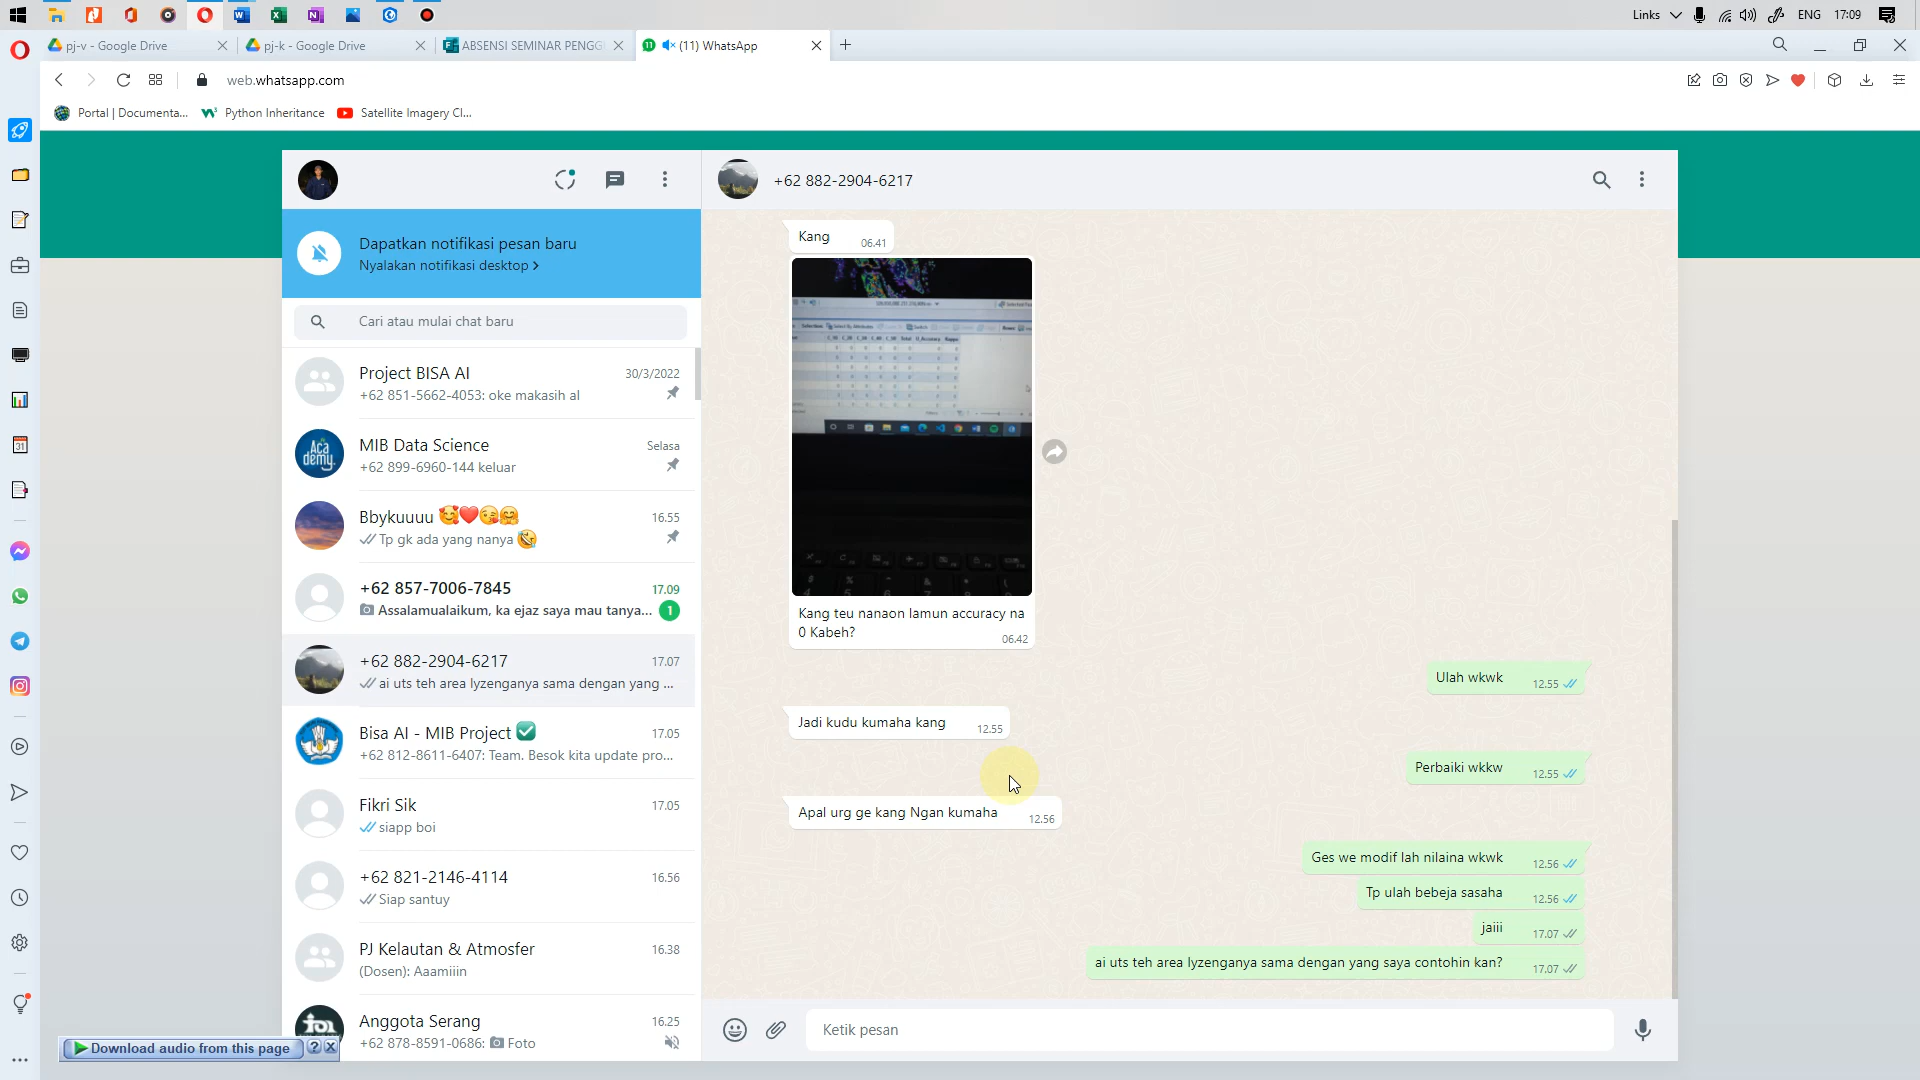 Links
ENG
17:09
pj-v - Google Drive
pj-k - Google Drive
ABSENSI SEMINAR PENGG
(11) WhatsApp
web.whatsapp.com
Portal | Documenta...
Python Inheritance
Satellite Imagery Cl...
+62 882-2904-6217
Dapatkan notifikasi pesan baru
Nyalakan notifikasi desktop >
Cari atau mulai chat baru
Project BISA AI
30/3/2022
+62 851-5662-4053: oke makasih al
MIB Data Science
Selasa
+62 899-6960-144 keluar
Bbykuuuu 🥰❤️😘🤗
16.55
Tp gk ada yang nanya 🤣
+62 857-7006-7845
17.09
Assalamualaikum, ka ejaz saya mau tanya...
1
+62 882-2904-6217
17.07
ai uts teh area lyzenganya sama dengan yang ...
Bisa AI - MIB Project ✅
17.05
+62 812-8611-6407: Team. Besok kita update pro...
Fikri Sik
17.05
siapp boi
+62 821-2146-4114
16.56
Siap santuy
PJ Kelautan & Atmosfer
16.38
(Dosen): Aaamiiin
Anggota Serang
16.25
+62 878-8591-0686: Foto
Download audio from this page
Kang
06.41
Kang teu nanaon lamun accuracy na
0 Kabeh?
06.42
Ulah wkwk
12.55
Jadi kudu kumaha kang
12.55
Perbaiki wkkw
12.55
Apal urg ge kang Ngan kumaha
12.56
Ges we modif lah nilaina wkwk
12.56
Tp ulah bebeja sasaha
12.56
jaiii
17.07
ai uts teh area lyzenganya sama dengan yang saya contohin kan?
17.07
Ketik pesan